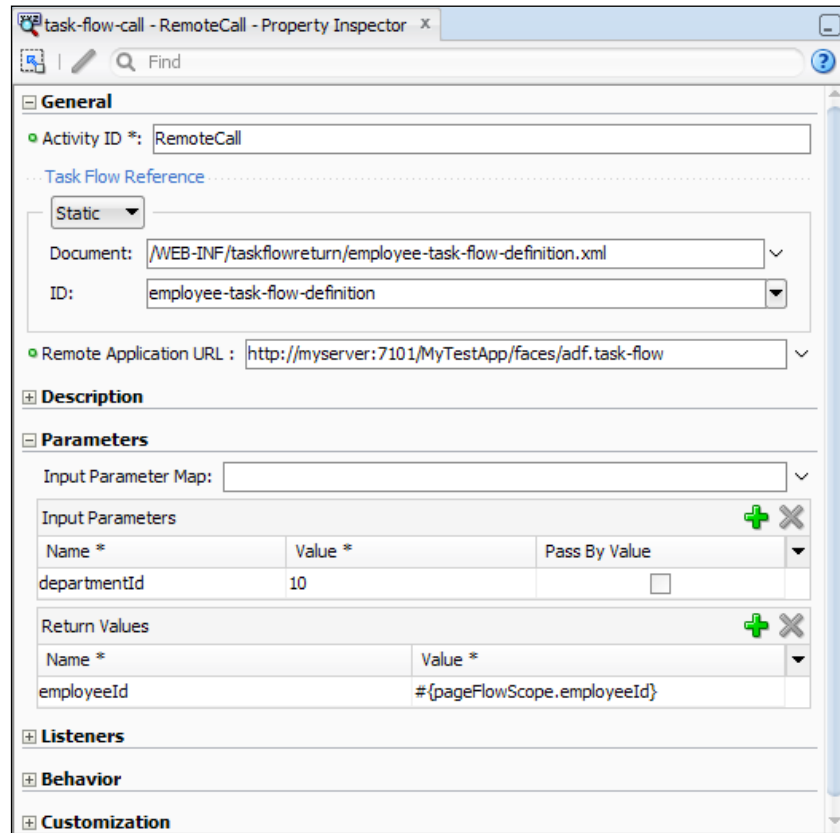 task-flow-call - RemoteCall - Property Inspector x
Find
General
Activity ID *: RemoteCall
Task Flow Reference
Static
Document: /WEB-INF/taskflowreturn/employee-task-flow-definition.xml
ID: employee-task-flow-definition
Remote Application URL : http://myserver:7101/MyTestApp/faces/adf.task-flow
Description
Parameters
Input Parameter Map:
Input Parameters
Name * Value * Pass By Value
departmentId 10
Return Values
Name * Value *
employeeId #{pageFlowScope.employeeId}
Listeners
Behavior
Customization